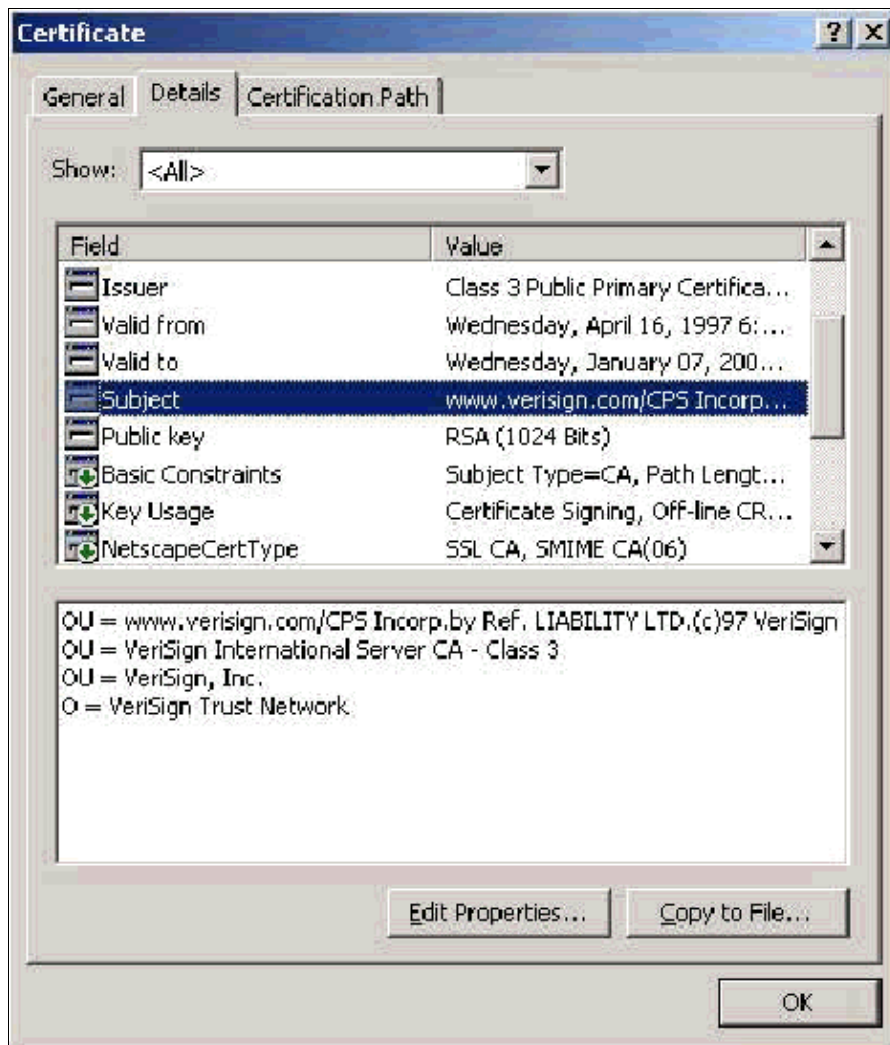 Certificate
General Details Certification Path
Show: <All>
Field Value
Issuer Class 3 Public Primary Certifica...
Valid from Wednesday, April 16, 1997 6:...
Valid to Wednesday, January 07, 200...
Subject www.verisign.com/CPS Incorp...
Public key RSA (1024 Bits)
Basic Constraints Subject Type=CA, Path Lengt...
Key Usage Certificate Signing, Off-line CR...
NetscapeCertType SSL CA, SMIME CA(06)
OU = www.verisign.com/CPS Incorp.by Ref. LIABILITY LTD.(c)97 VeriSign
OU = VeriSign International Server CA - Class 3
OU = VeriSign, Inc.
O = VeriSign Trust Network
Edit Properties... Copy to File...
OK